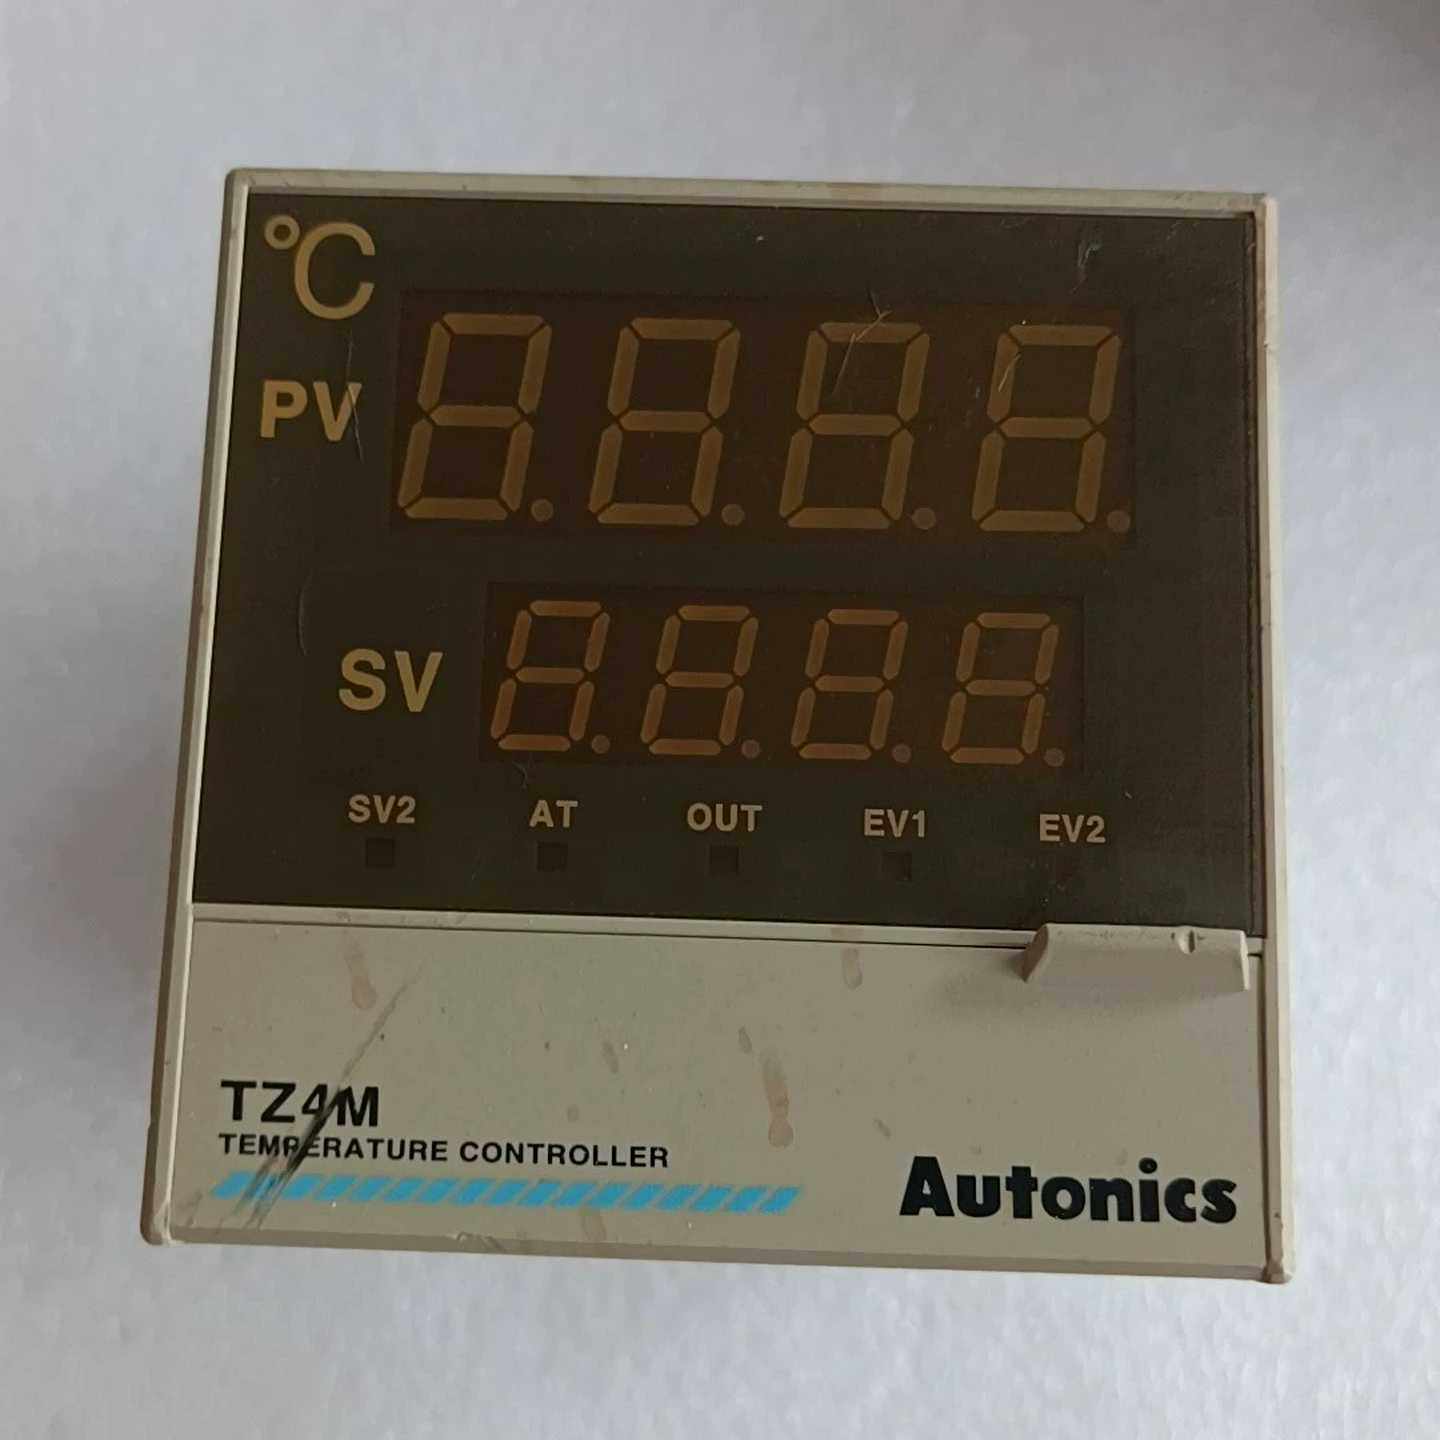 °C
PV
SV
SV2 AT OUT EV1 EV2
TZ4M
TEMPERATURE CONTROLLER
Autonics